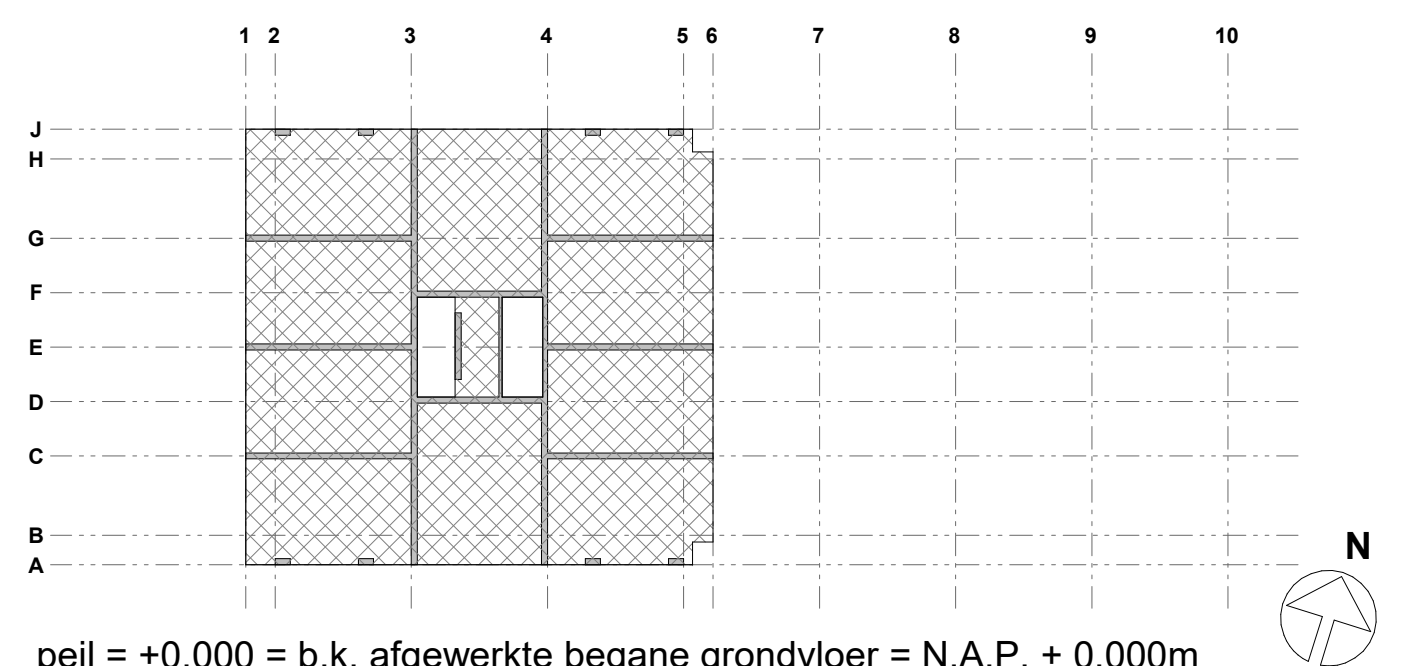 1 2 3 4 5 6 7 8 9 10
J
H
G
F
E
D
C
B
A
N
peil = +0.000 = b.k. afgewerkte begane grondvloer = N.A.P. + 0.000m